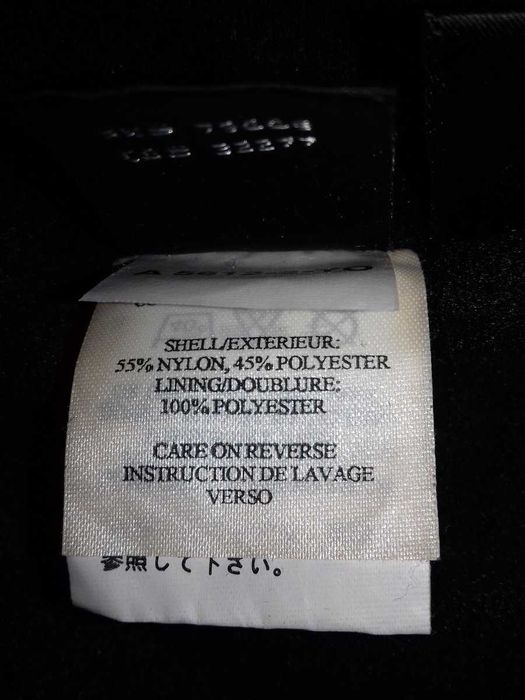 SHELL/EXTERIEUR:
55% NYLON, 45% POLYESTER
LINING/DOUBLURE:
100% POLYESTER
CARE ON REVERSE
INSTRUCTION DE LAVAGE
VERSO
参照して下さい。